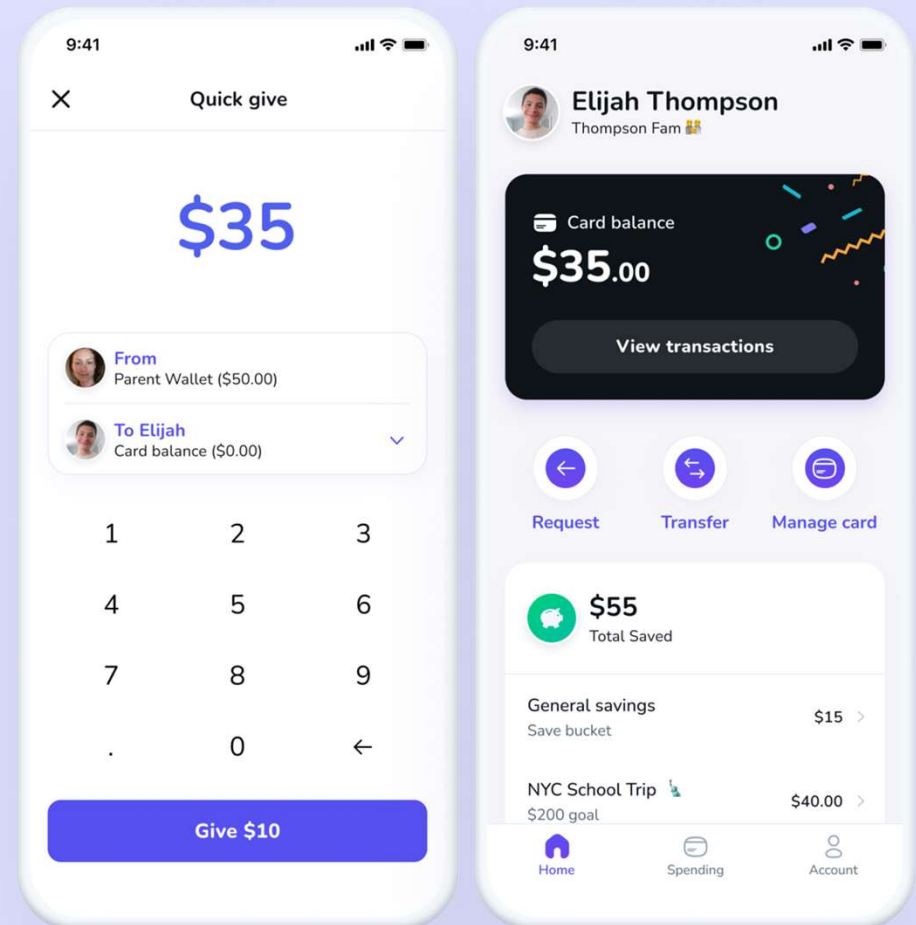 9:41
Quick give
$35
From
Parent Wallet ($50.00)
To Elijah
Card balance ($0.00)
1 2 3
4 5 6
7 8 9
. 0 ←
Give $10
9:41
Elijah Thompson
Thompson Fam
Card balance
$35.00
View transactions
Request Transfer Manage card
$55
Total Saved
General savings
$15
Save bucket
NYC School Trip 🗽
$40.00
$200 goal
Home Spending Account